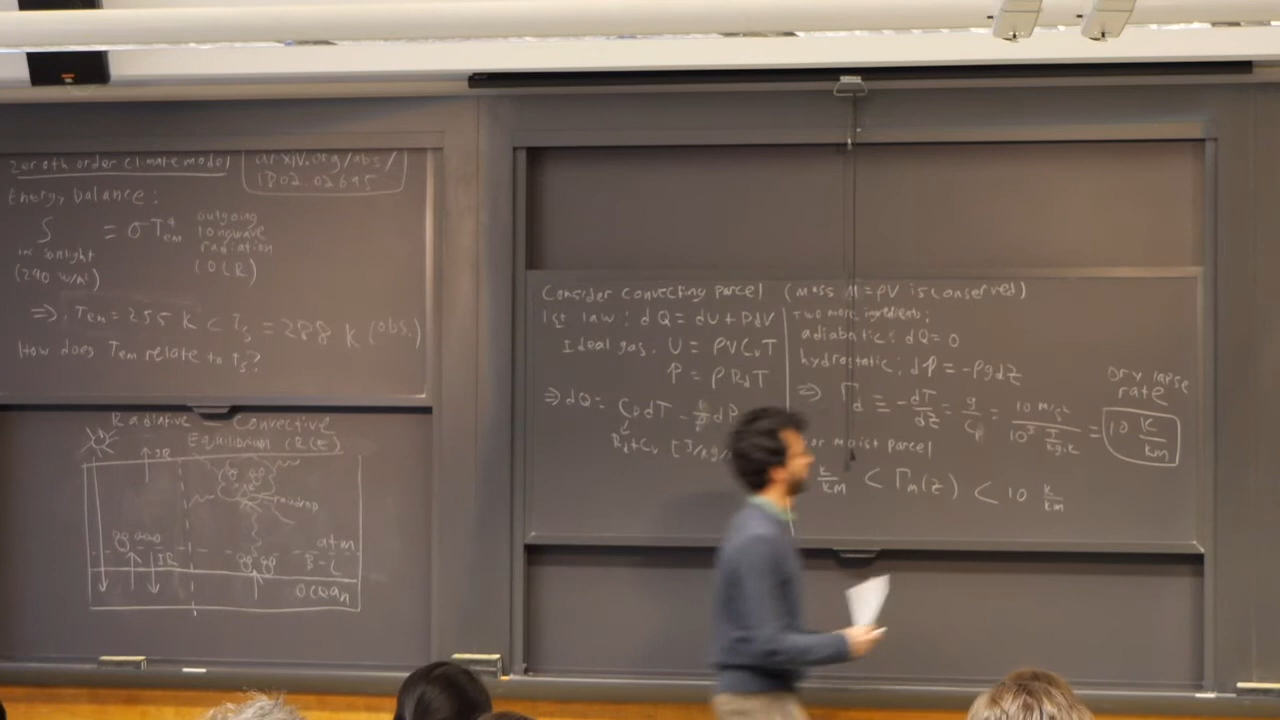 Zeroth order climate model
arxiv.org/abs/
1802.02695
Energy balance:
S = σT⁴em
in sunlight
(240 W/m²)
outgoing
longwave
radiation
(OLR)
⇒ Tem = 255 K < Ts = 288 K (obs.)
How does Tem relate to Ts?
Radiative Convective
Equilibrium (RCE)
IR
raindrop
IR
atm
B-L
Ocean
Consider convecting parcel (mass M=ρV is conserved)
1st law: dQ = dU + PdV
Ideal gas. U = ρVCvT
P = ρRdT
⇒ dQ = CpdT - 1/ρ dP
Rd+Cv [J/kg/
Two more ingredients:
adiabatic: dQ=0
hydrostatic: dP = -ρgdz
⇒ Γd ≡ -dT/dz = g/Cp = 10 m/s² / 10³ J/kg·K = 10 K/km
Dry lapse
rate
or moist parcel
K/km < Γm(z) < 10 K/km